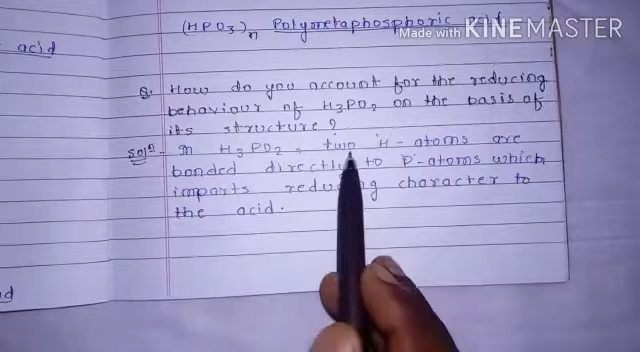 (HPO3)n Polymetaphosphoric acid
Made with KINEMASTER
acid
Q. How do you account for the reducing
behaviour of H3PO2 on the basis of
its structure?
Solⁿ- In H3PO2, two H-atoms are
bonded directly to P-atoms which
imparts reducing character to
the acid.